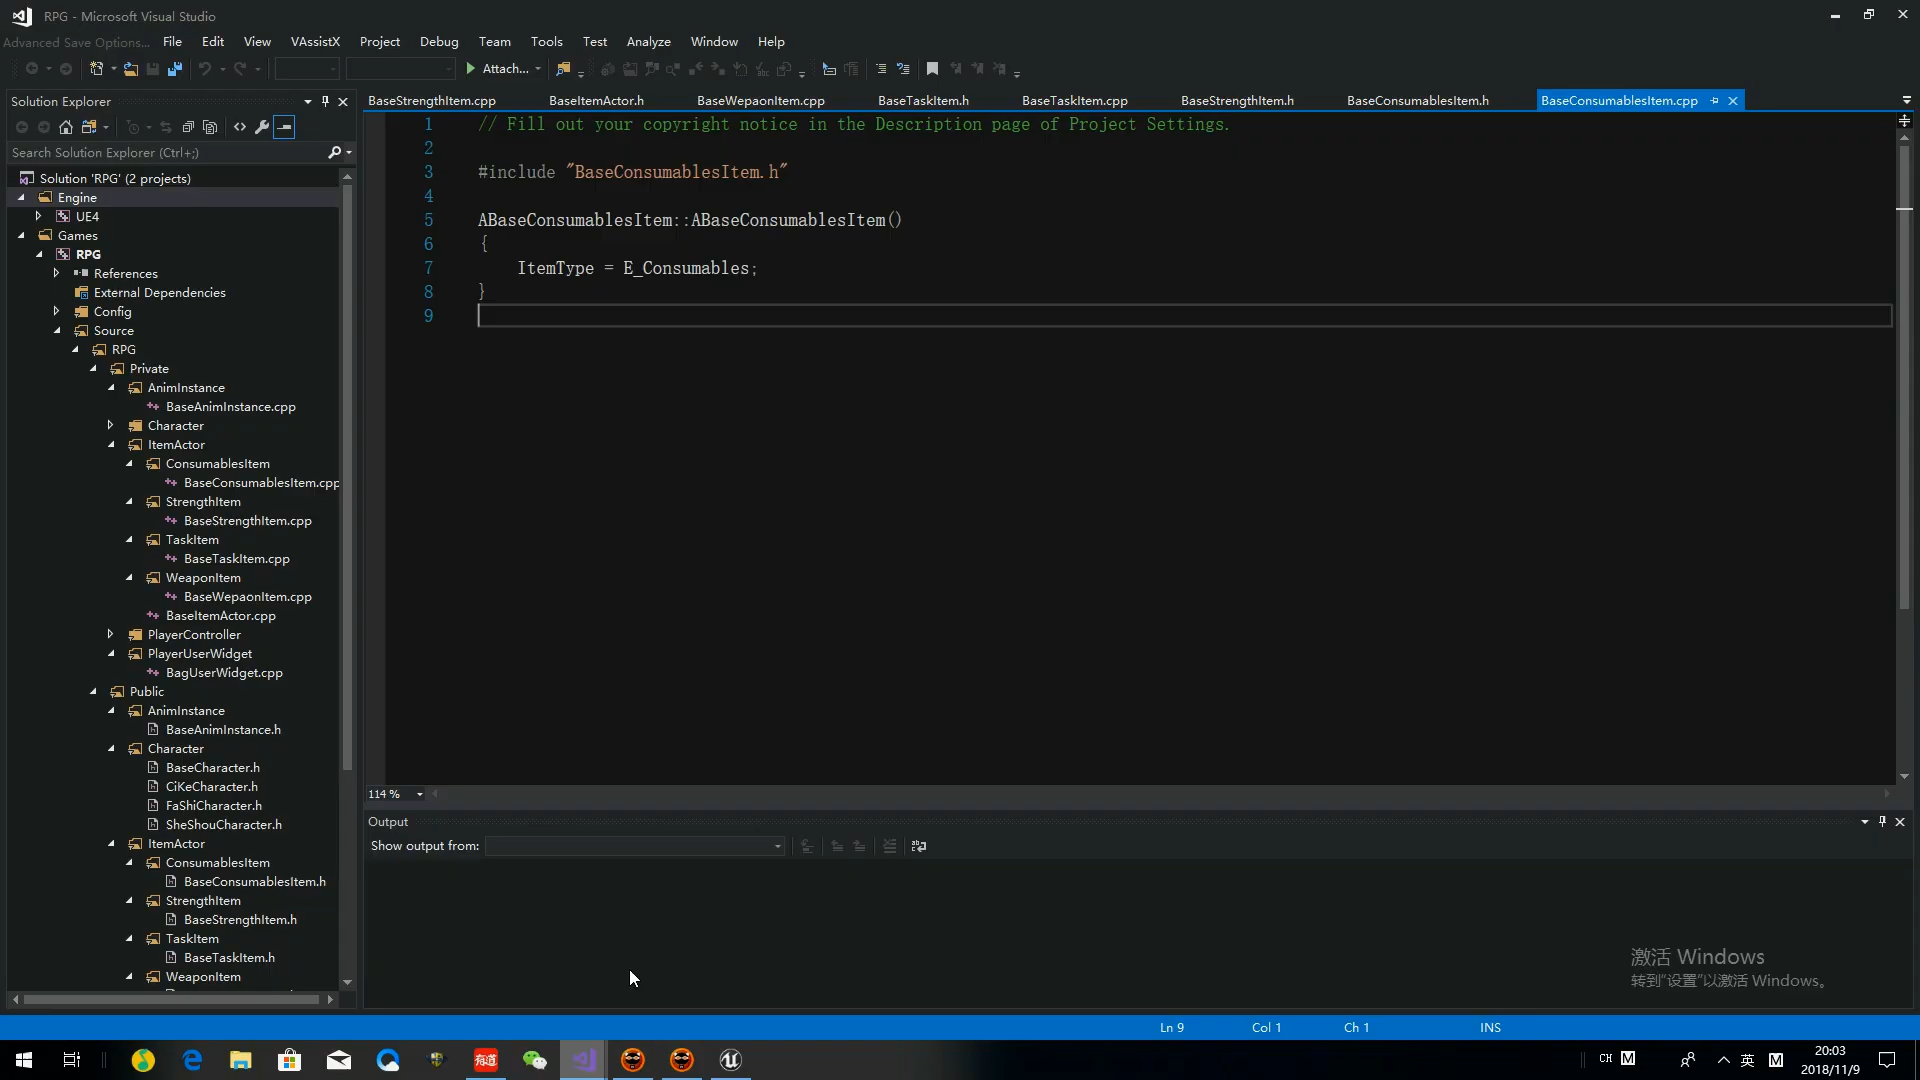 RPG - Microsoft Visual Studio
Advanced Save Options... File Edit View VAssistX Project Debug Team Tools Test Analyze Window Help
Attach...
Solution Explorer
Search Solution Explorer (Ctrl+;)
Solution 'RPG' (2 projects)
Engine
UE4
Games
RPG
References
External Dependencies
Config
Source
RPG
Private
AnimInstance
BaseAnimInstance.cpp
Character
ItemActor
ConsumablesItem
BaseConsumablesItem.cpp
StrengthItem
BaseStrengthItem.cpp
TaskItem
BaseTaskItem.cpp
WeaponItem
BaseWepaonItem.cpp
BaseItemActor.cpp
PlayerController
PlayerUserWidget
BagUserWidget.cpp
Public
AnimInstance
BaseAnimInstance.h
Character
BaseCharacter.h
CiKeCharacter.h
FaShiCharacter.h
SheShouCharacter.h
ItemActor
ConsumablesItem
BaseConsumablesItem.h
StrengthItem
BaseStrengthItem.h
TaskItem
BaseTaskItem.h
WeaponItem
BaseStrengthItem.cpp BaseItemActor.h BaseWepaonItem.cpp BaseTaskItem.h BaseTaskItem.cpp BaseStrengthItem.h BaseConsumablesItem.h BaseConsumablesItem.cpp
1 // Fill out your copyright notice in the Description page of Project Settings.
2
3 #include "BaseConsumablesItem.h"
4
5 ABaseConsumablesItem::ABaseConsumablesItem()
6 {
7 ItemType = E_Consumables;
8 }
9
114 %
Output
Show output from:
激活 Windows
转到“设置”以激活 Windows。
Ln 9 Col 1 Ch 1 INS
有道 CH M 英 M 20:03
2018/11/9